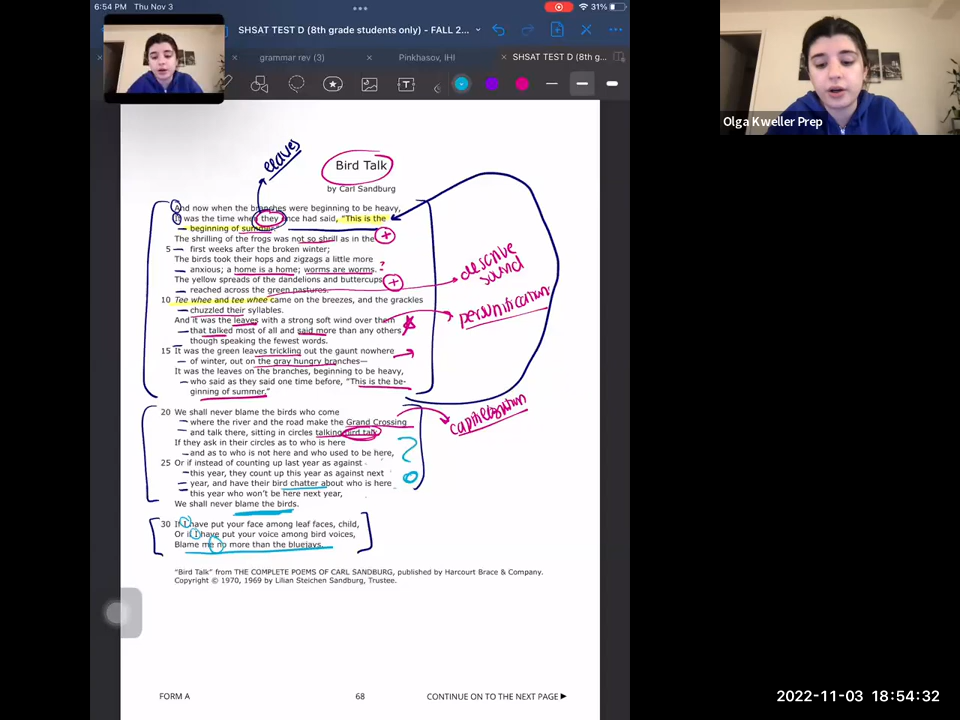 6:54 PM Thu Nov 3
31%
SHSAT TEST D (8th grade students only) - FALL 2...
grammar rev (3)
Pinkhasov, IHI
SHSAT TEST D (8th g...
Olga Kweller Prep
leaves
Bird Talk
by Carl Sandburg
And now when the branches were beginning to be heavy,
It was the time when they once had said, "This is the
beginning of summer."
The shrilling of the frogs was not so shrill as in the
5 first weeks after the broken winter;
The birds took their hops and zigzags a little more
anxious; a home is a home; worms are worms. ?
The yellow spreads of the dandelions and buttercups
reached across the green pastures.
10 Tee whee and tee whee came on the breezes, and the grackles
chuzzled their syllables.
And it was the leaves with a strong soft wind over them
that talked most of all and said more than any others
though speaking the fewest words.
15 It was the green leaves trickling out the gaunt nowhere
of winter, out on the gray hungry branches—
It was the leaves on the branches, beginning to be heavy,
who said as they said one time before, "This is the be-
ginning of summer."
describe
sound
personification
20 We shall never blame the birds who come
where the river and the road make the Grand Crossing
and talk there, sitting in circles talking bird talk.
If they ask in their circles as to who is here
and as to who is not here and who used to be here,
25 Or if instead of counting up last year as against
this year, they count up this year as against next
year, and have their bird chatter about who is here
this year who won't be here next year,
We shall never blame the birds.
capitalization
?
30 If I have put your face among leaf faces, child,
Or if I have put your voice among bird voices,
Blame me no more than the bluejays.
"Bird Talk" from THE COMPLETE POEMS OF CARL SANDBURG, published by Harcourt Brace & Company.
Copyright © 1970, 1969 by Lilian Steichen Sandburg, Trustee.
FORM A
68
CONTINUE ON TO THE NEXT PAGE
2022-11-03 18:54:32